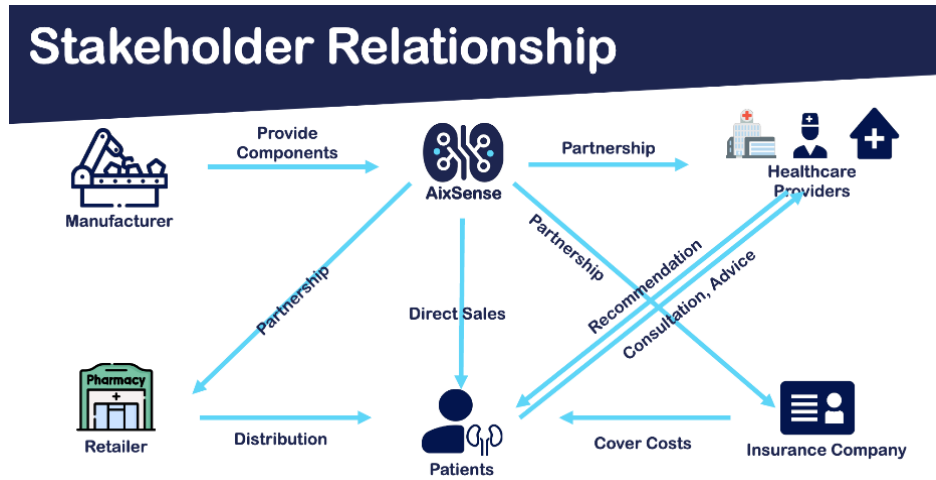 Stakeholder Relationship
Provide
Components
Partnership
Manufacturer
AixSense
Healthcare
Providers
Partnership
Partnership
Recommendation
Consultation, Advice
Direct Sales
Pharmacy
Retailer
Distribution
Patients
Cover Costs
Insurance Company